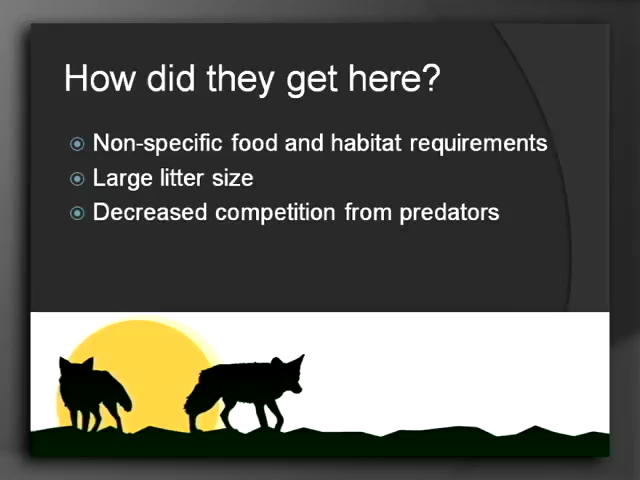 How did they get here?
Non-specific food and habitat requirements
Large litter size
Decreased competition from predators